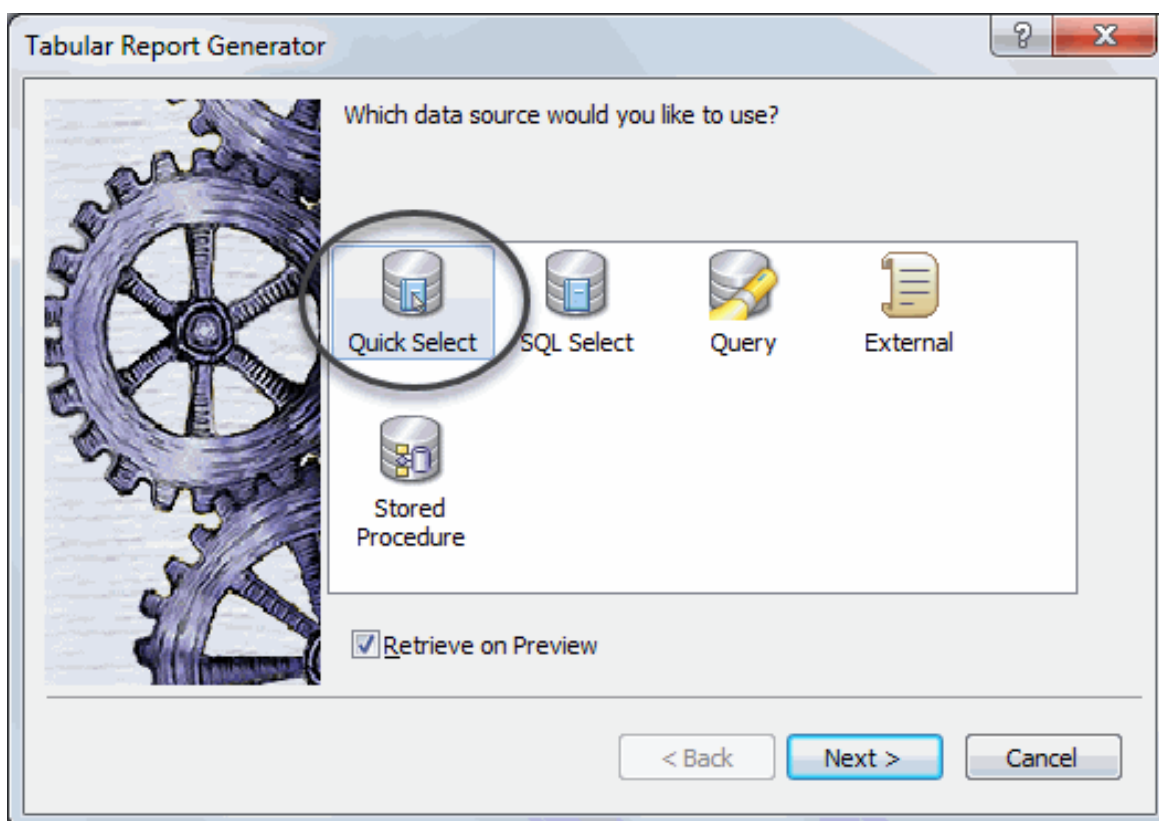 Tabular Report Generator
Which data source would you like to use?
Quick Select
SQL Select
Query
External
Stored
Procedure
Retrieve on Preview
< Back
Next >
Cancel